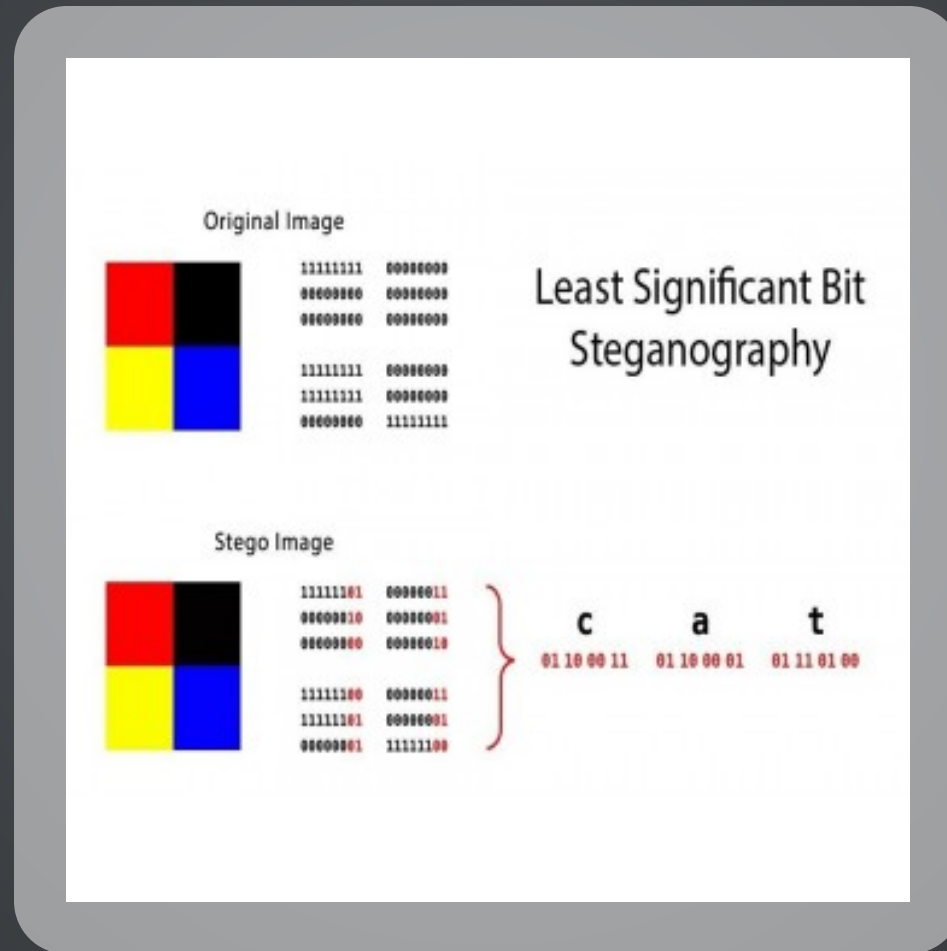 Original Image
11111111 00000000
00000000 00000000
00000000 00000000
11111111 00000000
11111111 00000000
00000000 11111111
Least Significant Bit
Steganography
Stego Image
11111101 00000011
00000010 00000001
00000000 00000010
11111100 00000011
11111101 00000001
00000001 11111100
c a t
01 10 00 11 01 10 00 01 01 11 01 00